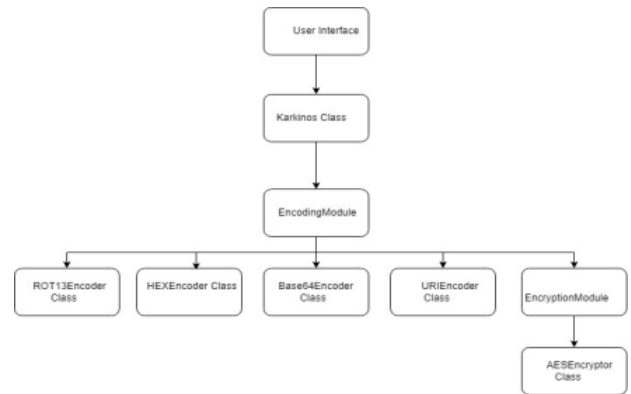 User Interface
Karkinos Class
EncodingModule
ROT13Encoder
Class
HEXEncoder Class
Base64Encoder
Class
URIEncoder
Class
EncryptionModule
AESEncryptor
Class